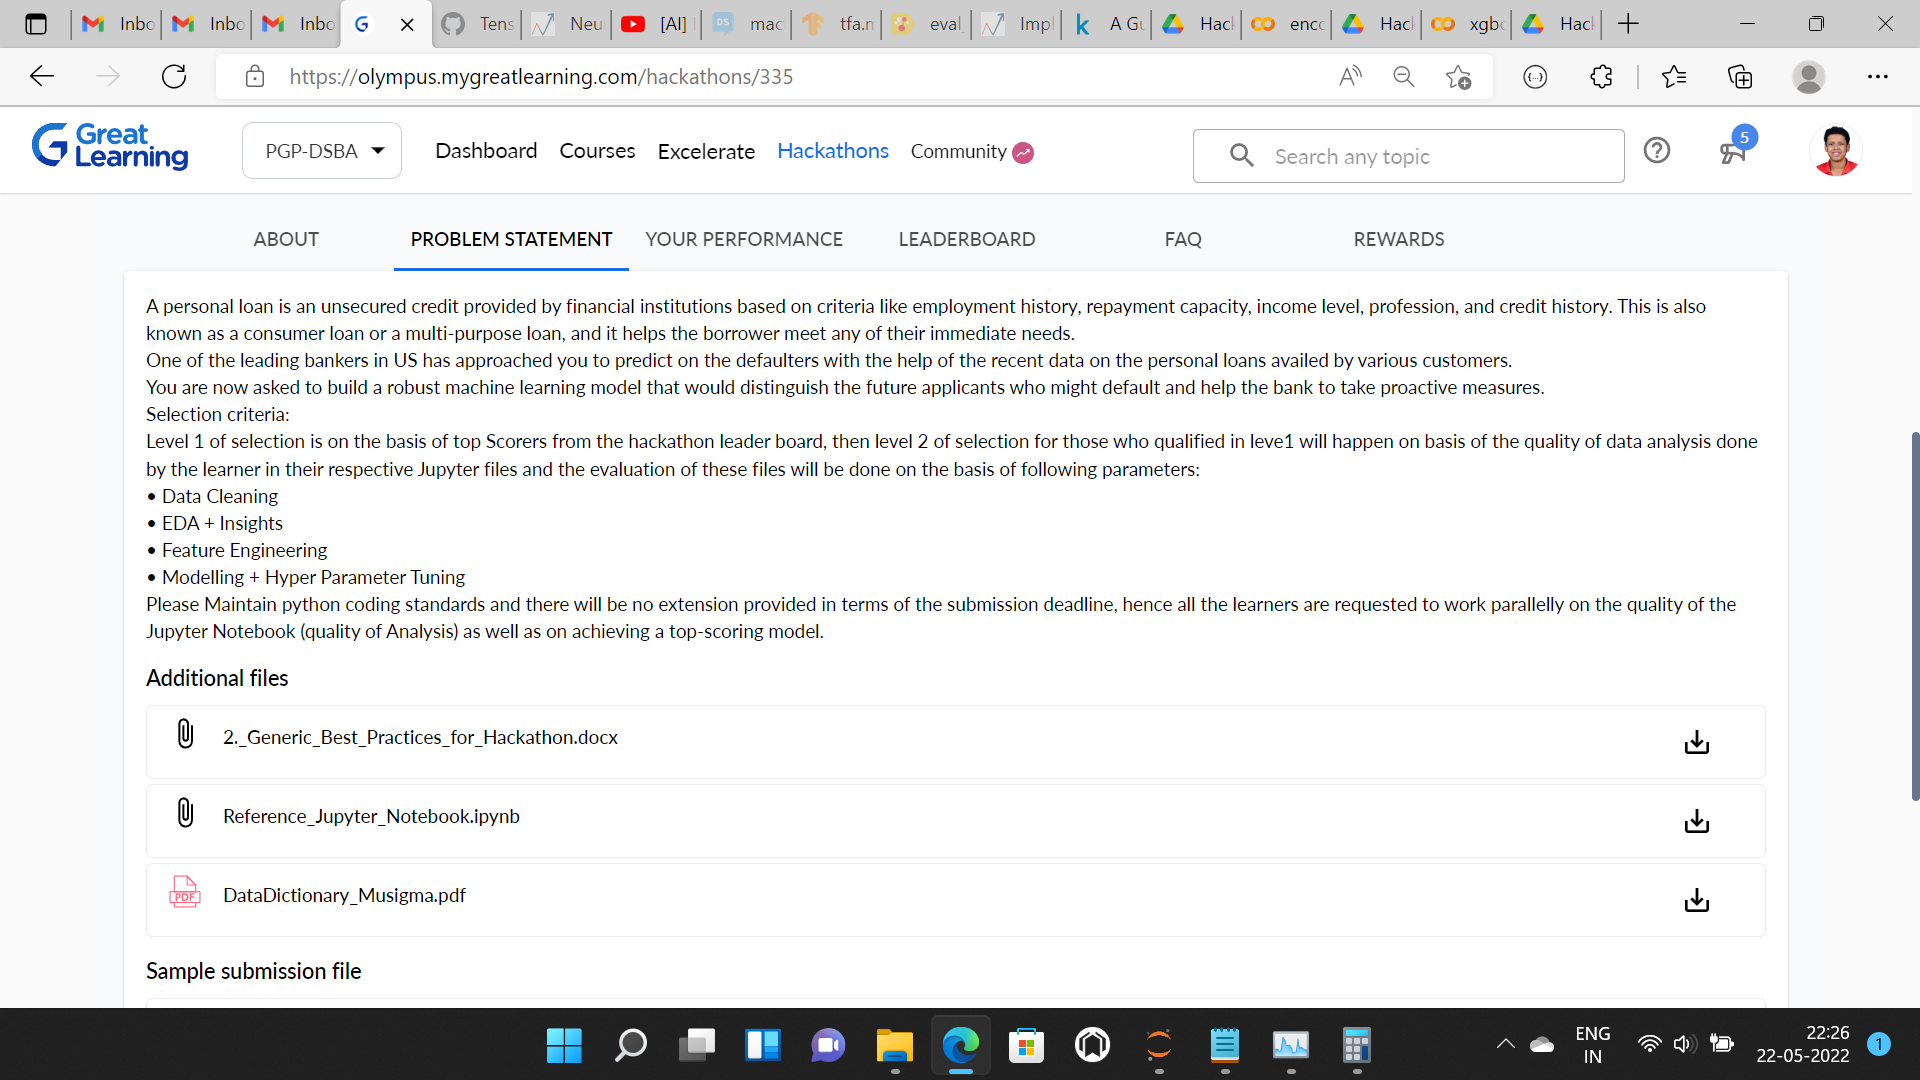 Inbo
Inbo
Inbo
Tens
Neu
[AI]
DS
mac
tfa.n
eval_
Impl
A Gu
Hack
enco
Hack
xgbo
Hack
https://olympus.mygreatlearning.com/hackathons/335
Great
Learning
PGP-DSBA
Dashboard
Courses
Excelerate
Hackathons
Community
Search any topic
5
ABOUT
PROBLEM STATEMENT
YOUR PERFORMANCE
LEADERBOARD
FAQ
REWARDS
A personal loan is an unsecured credit provided by financial institutions based on criteria like employment history, repayment capacity, income level, profession, and credit history. This is also
known as a consumer loan or a multi-purpose loan, and it helps the borrower meet any of their immediate needs.
One of the leading bankers in US has approached you to predict on the defaulters with the help of the recent data on the personal loans availed by various customers.
You are now asked to build a robust machine learning model that would distinguish the future applicants who might default and help the bank to take proactive measures.
Selection criteria:
Level 1 of selection is on the basis of top Scorers from the hackathon leader board, then level 2 of selection for those who qualified in leve1 will happen on basis of the quality of data analysis done
by the learner in their respective Jupyter files and the evaluation of these files will be done on the basis of following parameters:
• Data Cleaning
• EDA + Insights
• Feature Engineering
• Modelling + Hyper Parameter Tuning
Please Maintain python coding standards and there will be no extension provided in terms of the submission deadline, hence all the learners are requested to work parallelly on the quality of the
Jupyter Notebook (quality of Analysis) as well as on achieving a top-scoring model.
Additional files
2._Generic_Best_Practices_for_Hackathon.docx
Reference_Jupyter_Notebook.ipynb
PDF
DataDictionary_Musigma.pdf
Sample submission file
ENG
IN
22:26
22-05-2022
1